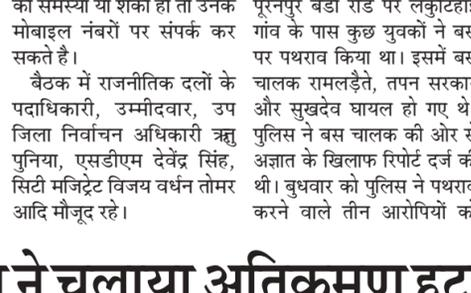 की समस्या या शंका हो तो उनके
मोबाइल नंबरों पर संपर्क कर
सकते है।
बैठक में राजनीतिक दलों के
पदाधिकारी, उम्मीदवार, उप
जिला निर्वाचन अधिकारी ऋतु
पुनिया, एसडीएम देवेंद्र सिंह,
सिटी मजिट्रेट विजय वर्धन तोमर
आदि मौजूद रहे।
पूरनपुर बंडा रोड पर
गांव के पास कुछ युवकों ने बस
पर पथराव किया था। इसमें बस
चालक रामलड़ैते, तपन सरकार
और सुखदेव घायल हो गए थे
पुलिस ने बस चालक की ओर से
अज्ञात के खिलाफ रिपोर्ट दर्ज की
थी। बुधवार को पुलिस ने पथराव
करने वाले तीन आरोपियों को
ने चलाया अतिक्रमण हट